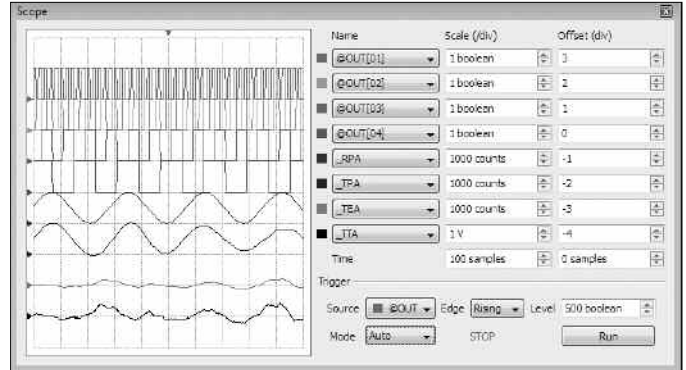 Scope
Name Scale (/div) Offset (div)
@OUT[01] 1 boolean 3
@OUT[02] 1 boolean 2
@OUT[03] 1 boolean 1
@OUT[04] 1 boolean 0
_RPA 1000 counts -1
_TPA 1000 counts -2
_TEA 1000 counts -3
_TTA 1 V -4
Time 100 samples 0 samples
Trigger
Source @OUT Edge Rising Level 500 boolean
Mode Auto STOP Run